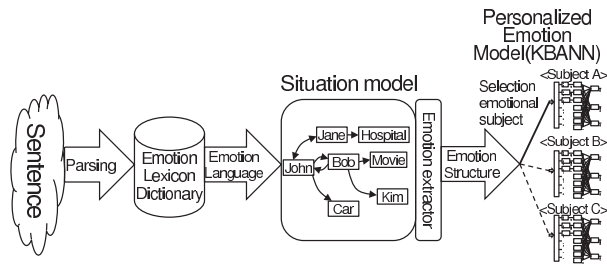 Personalized
Emotion
Model(KBANN)
Sentence
Parsing
Emotion
Lexicon
Dictionary
Emotion
Language
Situation model
Jane
Hospital
John
Bob
Movie
Car
Kim
Emotion extractor
Emotion
Structure
Selection
emotional
subject
<Subject A>
<Subject B>
<Subject C>